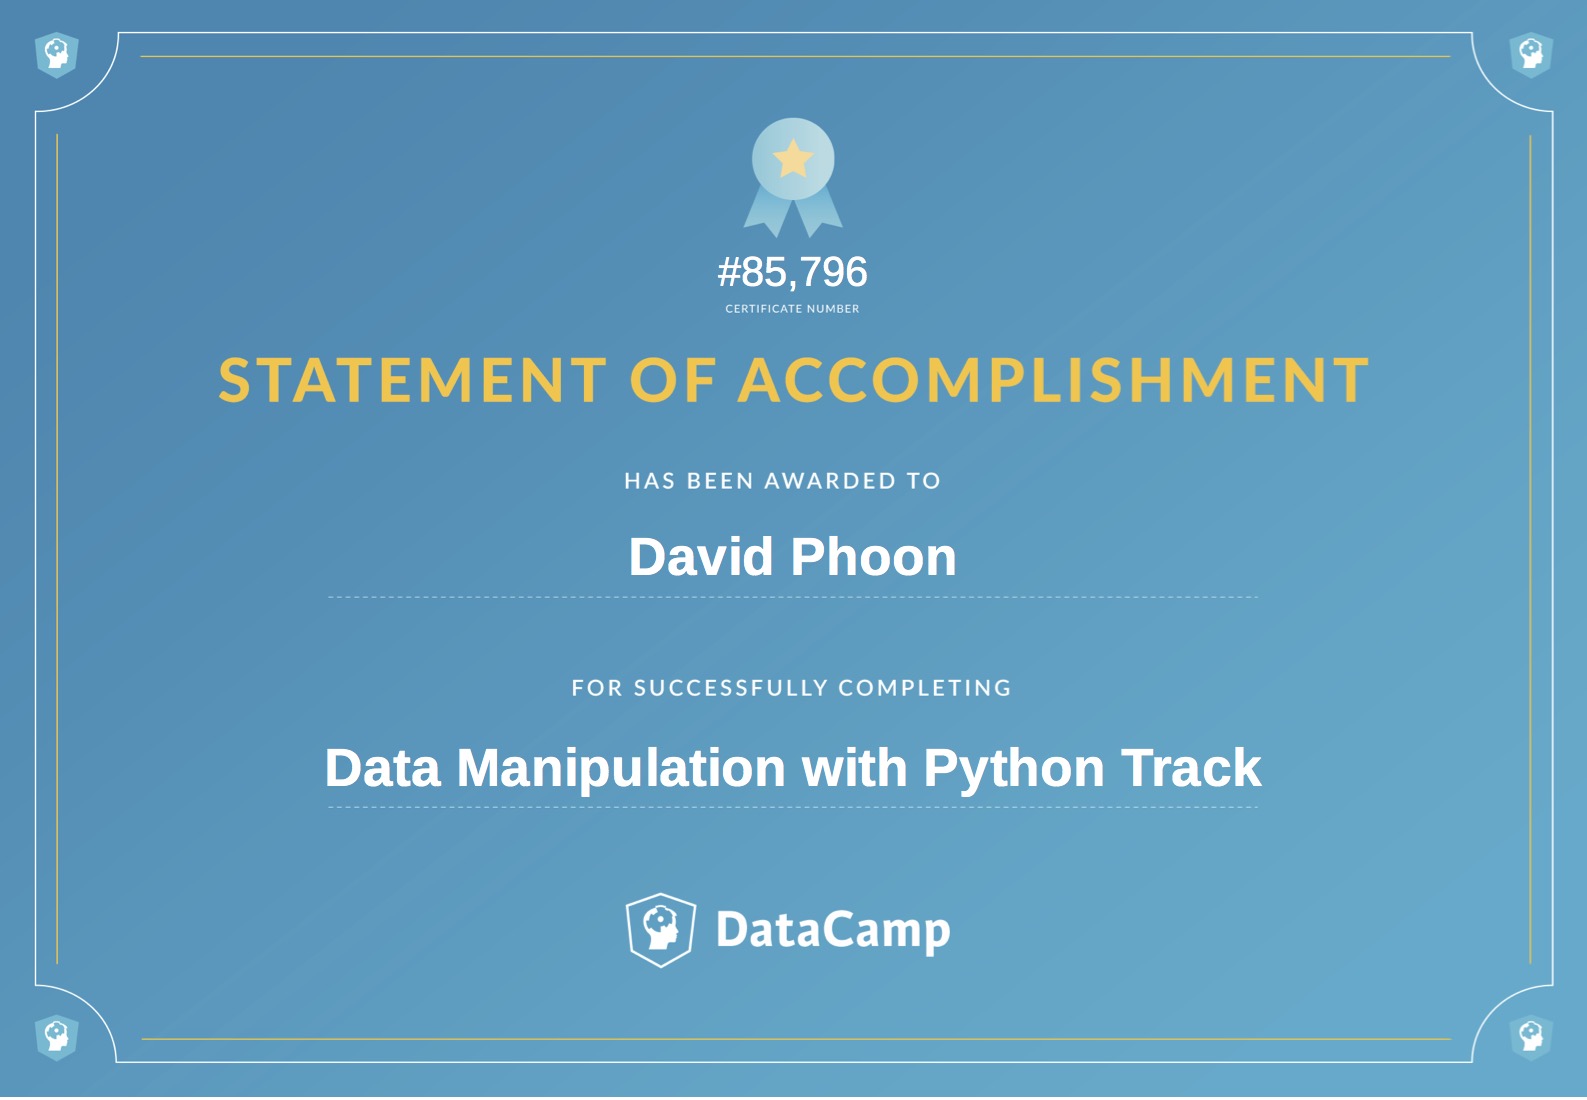 #85,796
CERTIFICATE NUMBER
STATEMENT OF ACCOMPLISHMENT
HAS BEEN AWARDED TO
David Phoon
FOR SUCCESSFULLY COMPLETING
Data Manipulation with Python Track
DataCamp